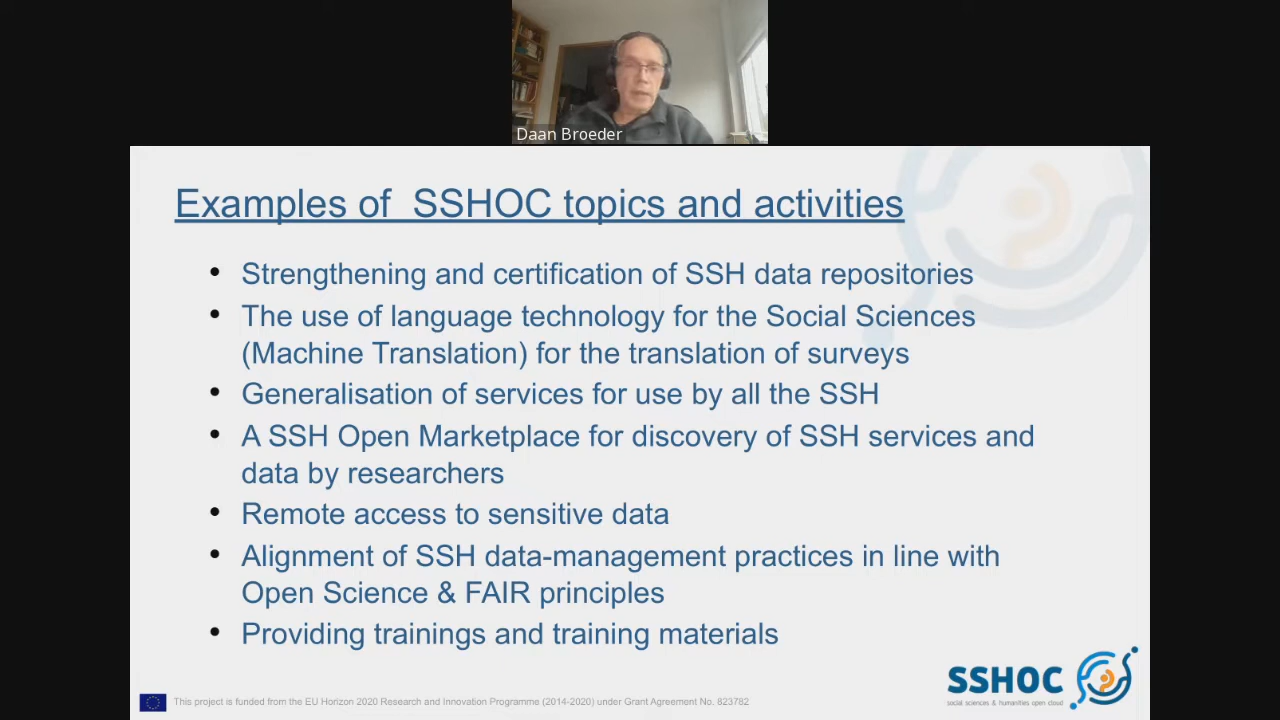 Daan Broeder
Examples of SSHOC topics and activities
• Strengthening and certification of SSH data repositories
• The use of language technology for the Social Sciences
(Machine Translation) for the translation of surveys
• Generalisation of services for use by all the SSH
• A SSH Open Marketplace for discovery of SSH services and
data by researchers
• Remote access to sensitive data
• Alignment of SSH data-management practices in line with
Open Science & FAIR principles
• Providing trainings and training materials
SSHOC
social sciences & humanities open cloud
This project is funded from the EU Horizon 2020 Research and Innovation Programme (2014-2020) under Grant Agreement No. 823782